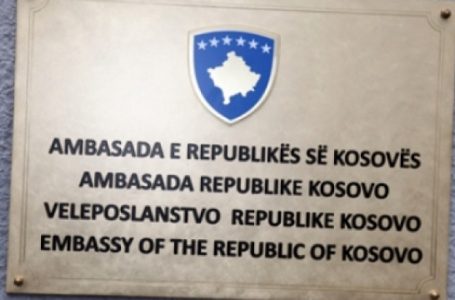 AMBASADA E REPUBLIKËS SË KOSOVËS
AMBASADA REPUBLIKE KOSOVO
VELEPOSLANSTVO REPUBLIKE KOSOVO
EMBASSY OF THE REPUBLIC OF KOSOVO